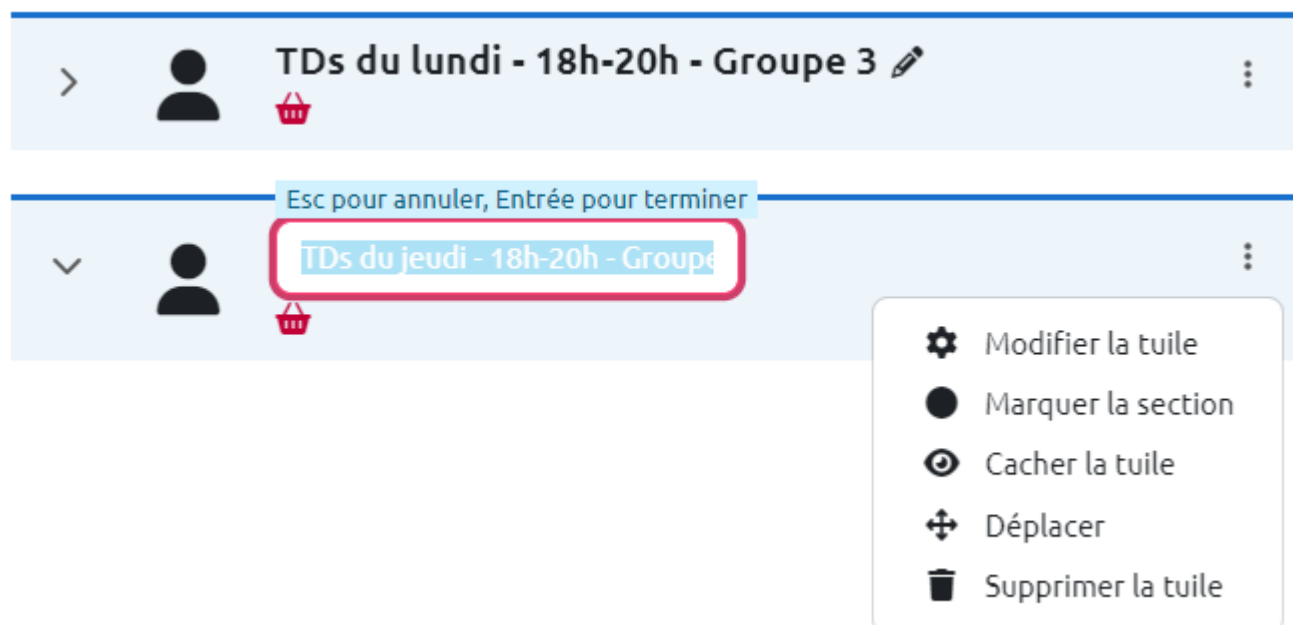 TDs du lundi - 18h-20h - Groupe 3
Esc pour annuler, Entrée pour terminer
TDs du jeudi - 18h-20h - Groupe
Modifier la tuile
Marquer la section
Cacher la tuile
Déplacer
Supprimer la tuile